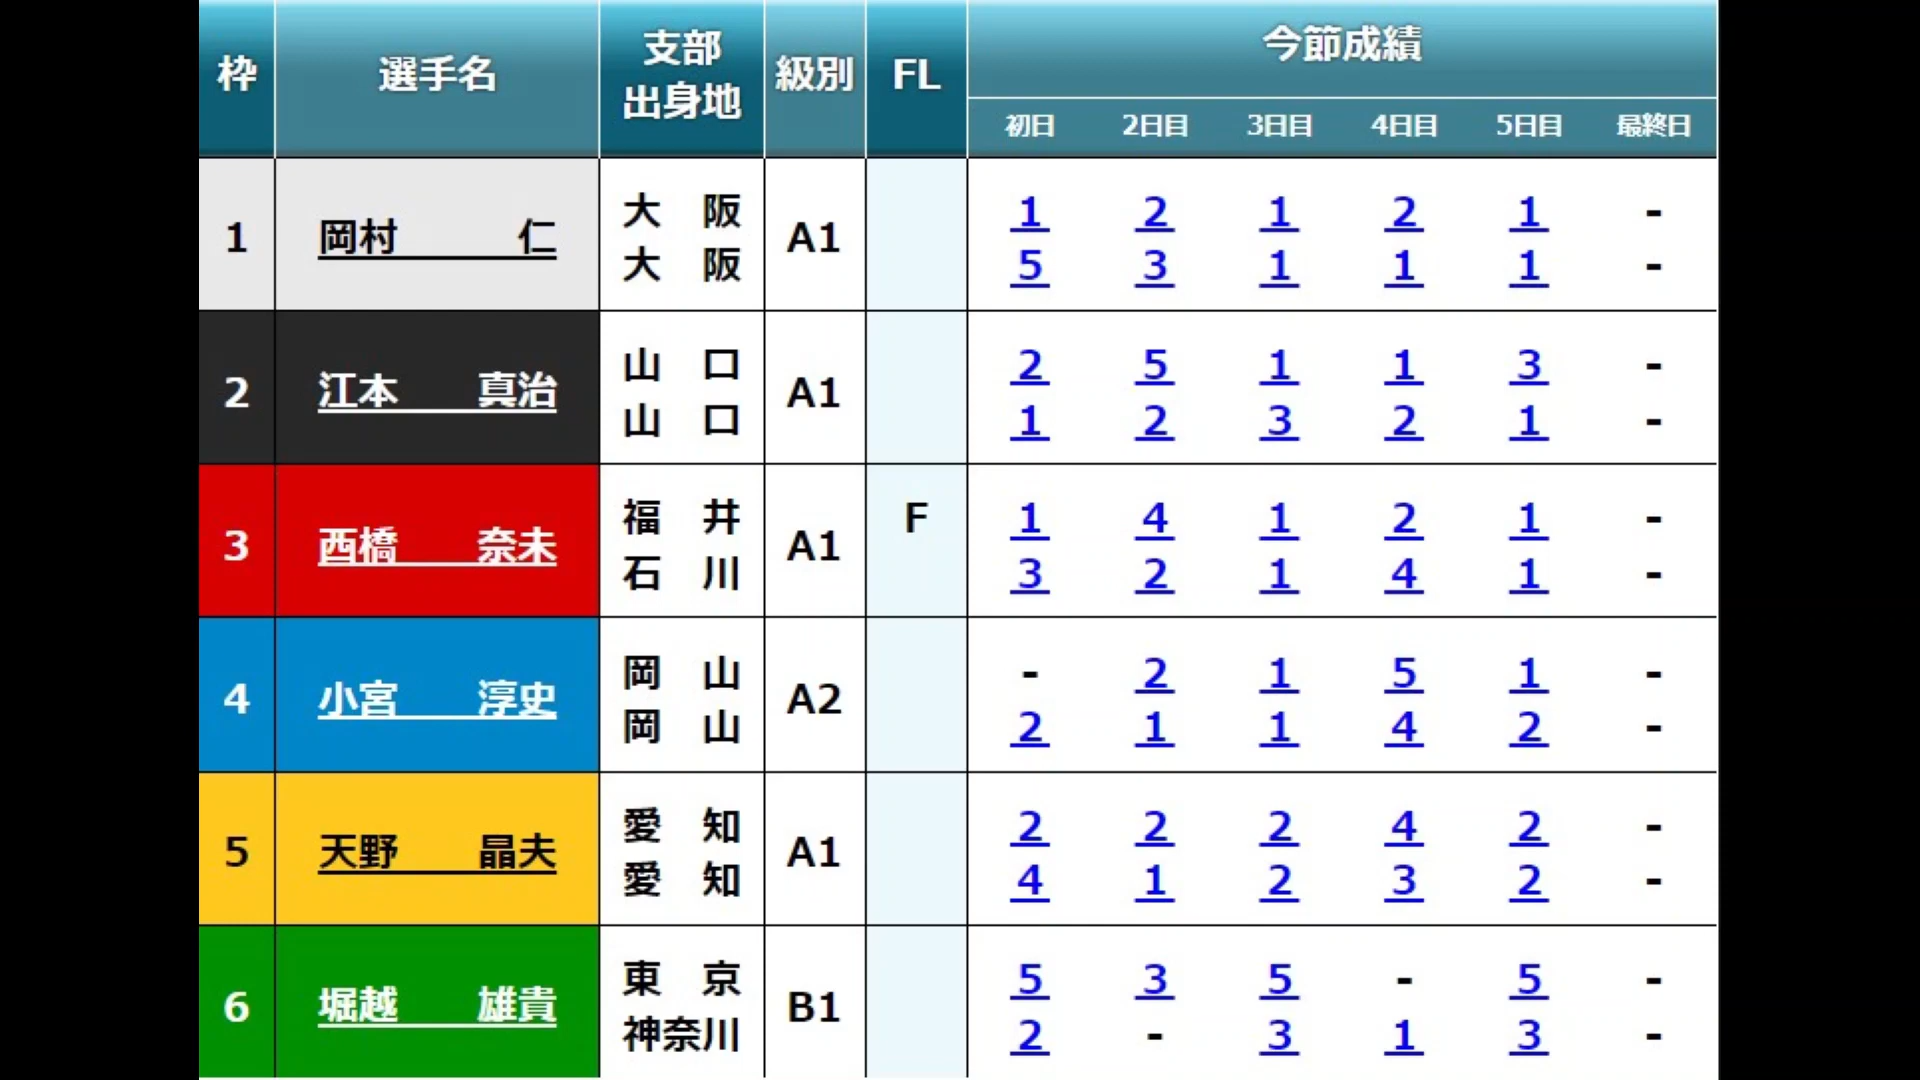 枠 選手名 支部 出身地 級別 FL 今節成績
初日 2日目 3日目 4日目 5日目 最終日
1 岡村 仁 大阪 A1 1 2 1 2 1 -
大阪 5 3 1 1 1 -
2 江本 真治 山口 A1 2 5 1 1 3 -
山口 1 2 3 2 1 -
3 西橋 奈未 福井 A1 F 1 4 1 2 1 -
石川 3 2 1 4 1 -
4 小宮 淳史 岡山 A2 - 2 1 5 1 -
岡山 2 1 1 4 2 -
5 天野 晶夫 愛知 A1 2 2 2 4 2 -
愛知 4 1 2 3 2 -
6 堀越 雄貴 東京 B1 5 3 5 - 5 -
神奈川 2 - 3 1 3 -